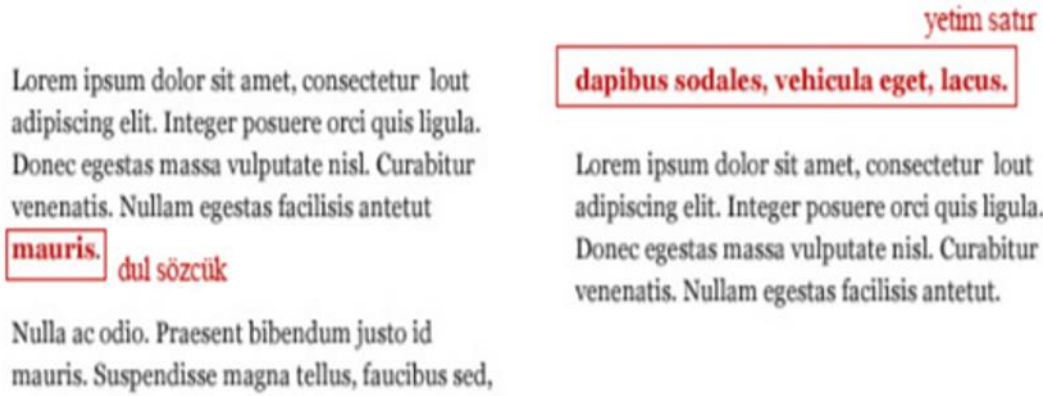 Lorem ipsum dolor sit amet, consectetur lout
adipiscing elit. Integer posuere orci quis ligula.
Donec egestas massa vulputate nisl. Curabitur
venenatis. Nullam egestas facilisis antetut
mauris.
dul sözcük
Nulla ac odio. Praesent bibendum justo id
mauris. Suspendisse magna tellus, faucibus sed,
yetim satır
dapibus sodales, vehicula eget, lacus.
Lorem ipsum dolor sit amet, consectetur lout
adipiscing elit. Integer posuere orci quis ligula.
Donec egestas massa vulputate nisl. Curabitur
venenatis. Nullam egestas facilisis antetut.